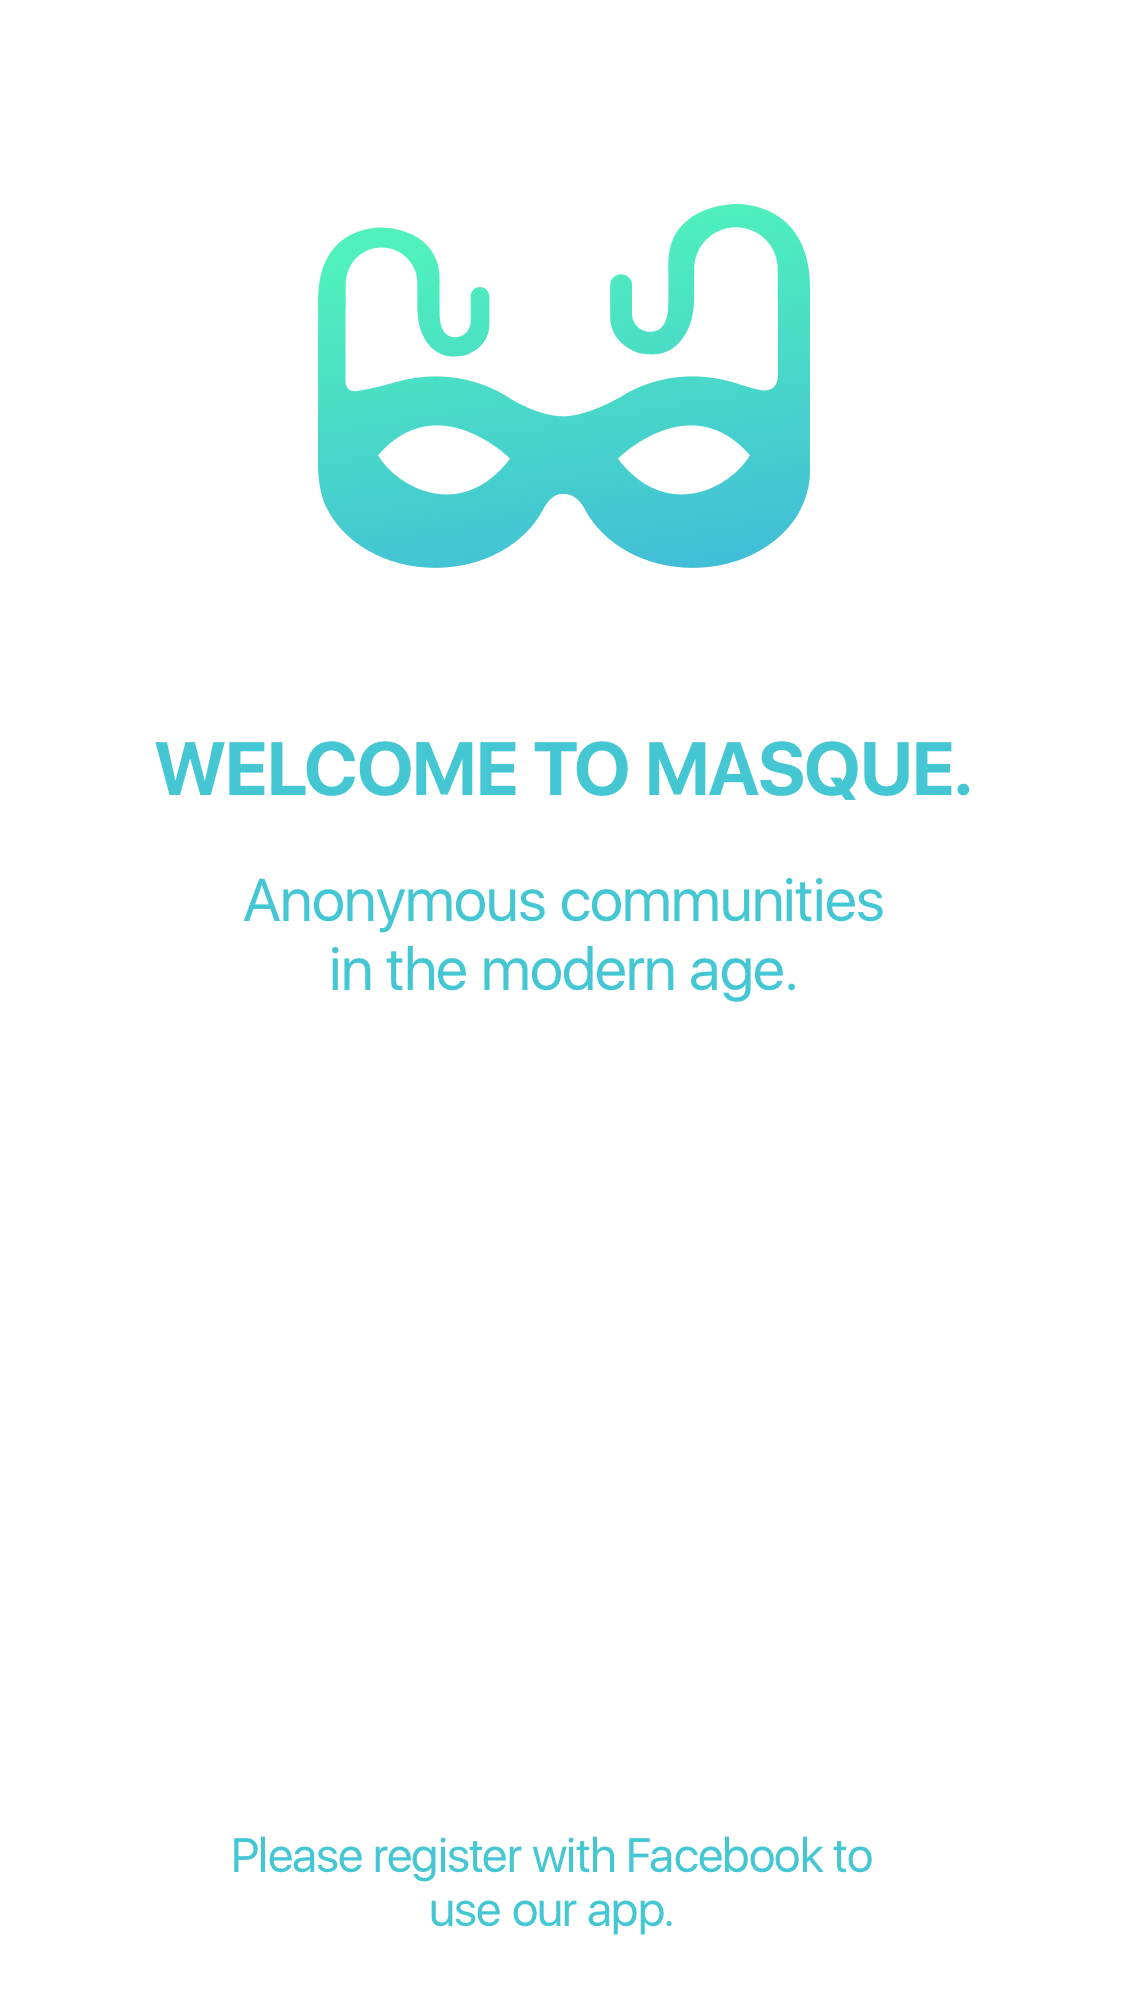 WELCOME TO MASQUE.
Anonymous communities
in the modern age.
Please register with Facebook to
use our app.